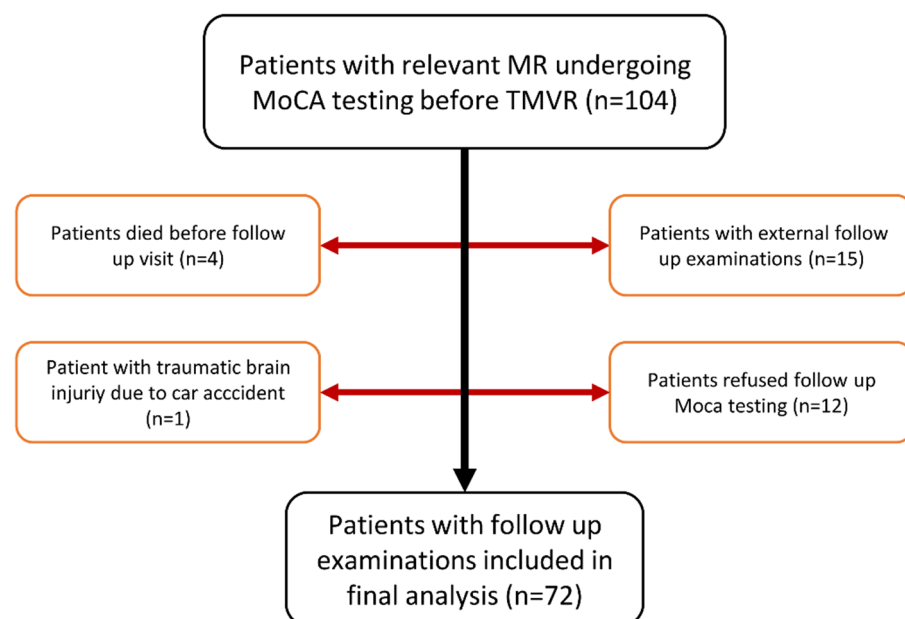 Patients with relevant MR undergoing
MoCA testing before TMVR (n=104)
Patients died before follow
up visit (n=4)
Patients with external follow
up examinations (n=15)
Patient with traumatic brain
injuriy due to car acccident
(n=1)
Patients refused follow up
Moca testing (n=12)
Patients with follow up
examinations included in
final analysis (n=72)